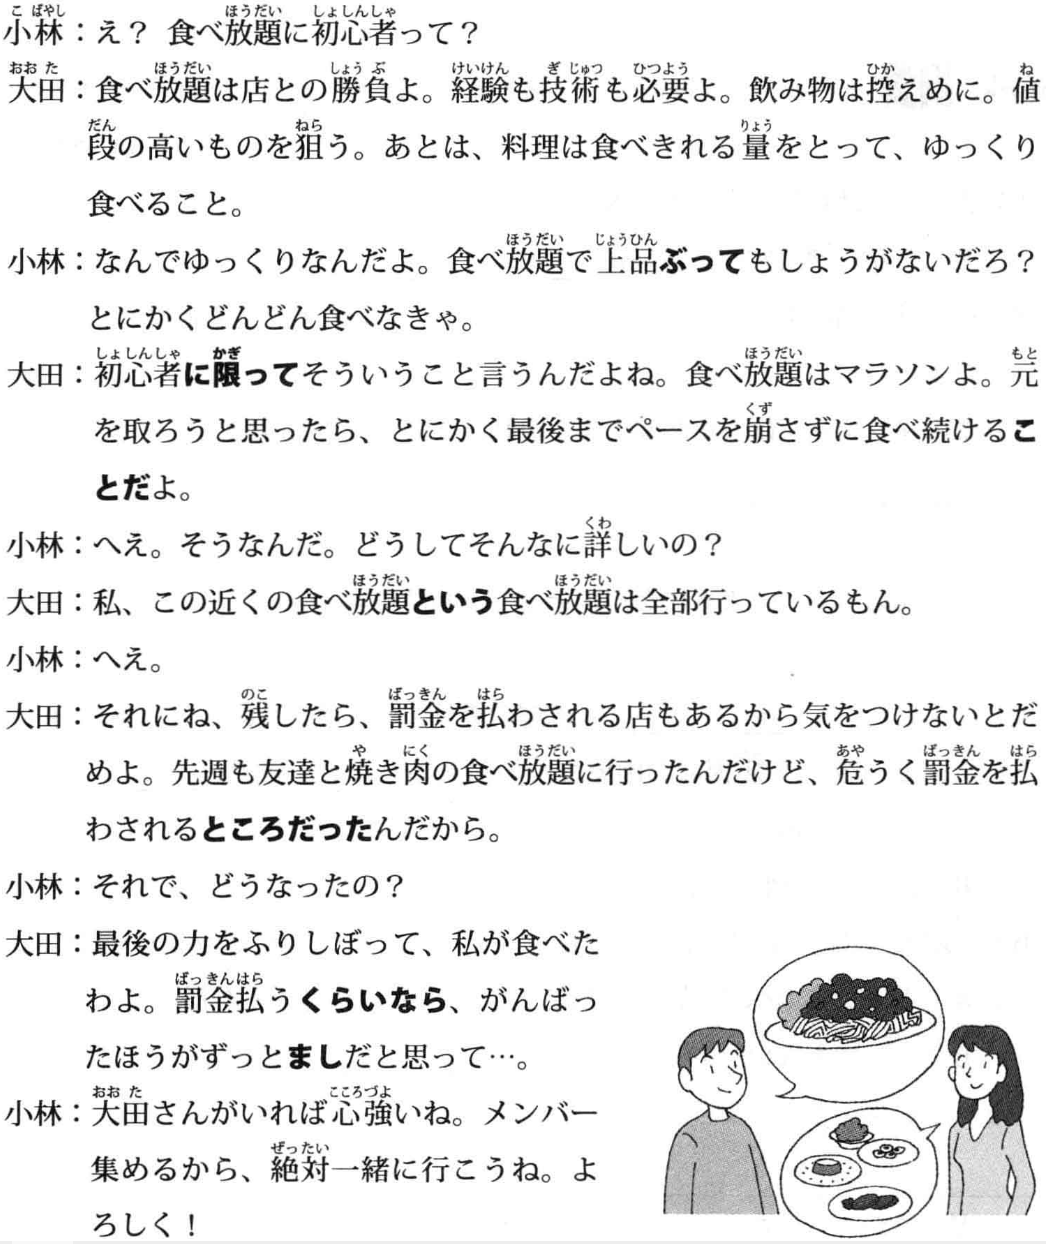 小林：え？ 食べ放題に初心者って？
大田：食べ放題は店との勝負よ。経験も技術も必要よ。飲み物は控えめに。値
段の高いものを狙う。あとは、料理は食べきれる量をとって、ゆっくり
食べること。
小林：なんでゆっくりなんだよ。食べ放題で上品ぶってもしょうがないだろ？
とにかくどんどん食べなきゃ。
大田：初心者に限ってそういうこと言うんだよね。食べ放題はマラソンよ。元
を取ろうと思ったら、とにかく最後までペースを崩さずに食べ続けるこ
とだよ。
小林：へえ。そうなんだ。どうしてそんなに詳しいの？
大田：私、この近くの食べ放題という食べ放題は全部行っているもん。
小林：へえ。
大田：それにね、残したら、罰金を払わされる店もあるから気をつけないとだ
めよ。先週も友達と焼き肉の食べ放題に行ったんだけど、危うく罰金を払
わされるところだったんだから。
小林：それで、どうなったの？
大田：最後の力をふりしぼって、私が食べた
わよ。罰金払うくらいなら、がんばっ
たほうがずっとましだと思って…。
小林：大田さんがいれば心強いね。メンバー
集めるから、絶対一緒に行こうね。よ
ろしく！